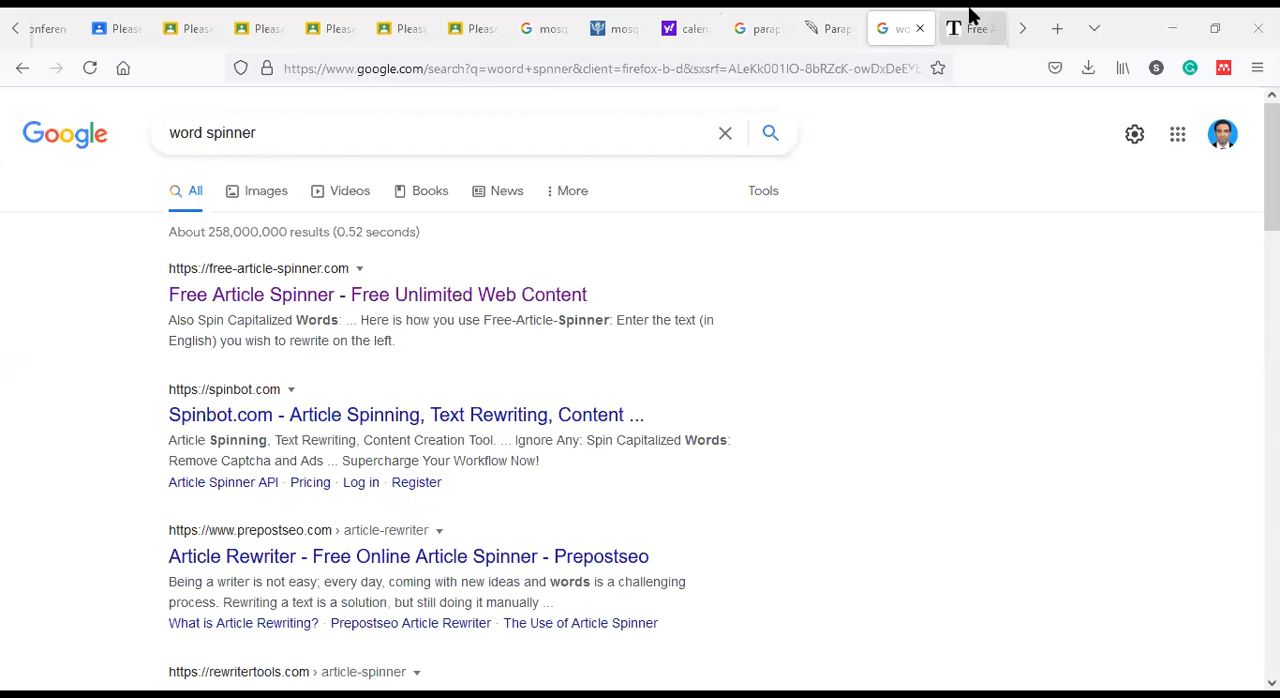 onferen
Please
Please
Please
Please
Please
Please
mosq
mosq
calen
parap
Parap
wo
Free A
https://www.google.com/search?q=woord+spnner&client=firefox-b-d&sxsrf=ALeKk001IO-8bRZcK-owDxDeEYL
Google
word spinner
All
Images
Videos
Books
News
More
Tools
About 258,000,000 results (0.52 seconds)
https://free-article-spinner.com
Free Article Spinner - Free Unlimited Web Content
Also Spin Capitalized Words: ... Here is how you use Free-Article-Spinner: Enter the text (in
English) you wish to rewrite on the left.
https://spinbot.com
Spinbot.com - Article Spinning, Text Rewriting, Content ...
Article Spinning, Text Rewriting, Content Creation Tool. ... Ignore Any: Spin Capitalized Words:
Remove Captcha and Ads ... Supercharge Your Workflow Now!
Article Spinner API · Pricing · Log in · Register
https://www.prepostseo.com › article-rewriter
Article Rewriter - Free Online Article Spinner - Prepostseo
Being a writer is not easy; every day, coming with new ideas and words is a challenging
process. Rewriting a text is a solution, but still doing it manually ...
What is Article Rewriting? · Prepostseo Article Rewriter · The Use of Article Spinner
https://rewritertools.com › article-spinner